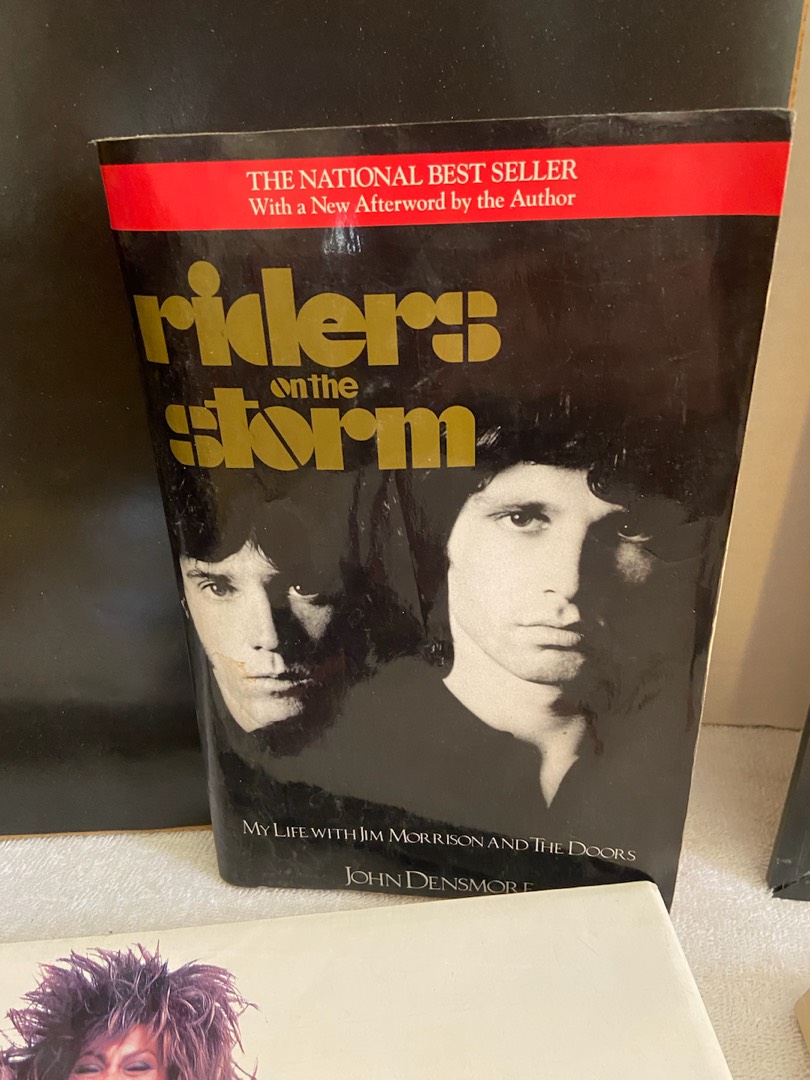 THE NATIONAL BEST SELLER
With a New Afterword by the Author
riders
on the
storm
MY LIFE WITH JIM MORRISON AND THE DOORS
JOHN DENSMORE